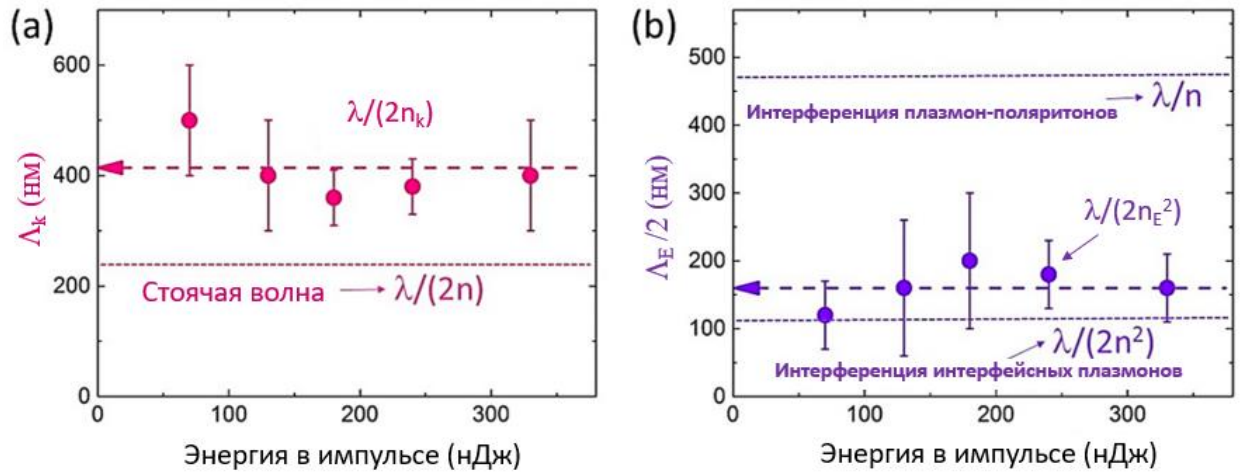 (a)
600
400
200
0
Λk (нм)
λ/(2nk)
Стоячая волна
λ/(2n)
0
100
200
300
Энергия в импульсе (нДж)
(b)
500
400
300
200
100
0
ΛE /2 (нм)
λ/n
Интерференция плазмон-поляритонов
λ/(2nE²)
λ/(2n²)
Интерференция интерфейсных плазмонов
0
100
200
300
Энергия в импульсе (нДж)